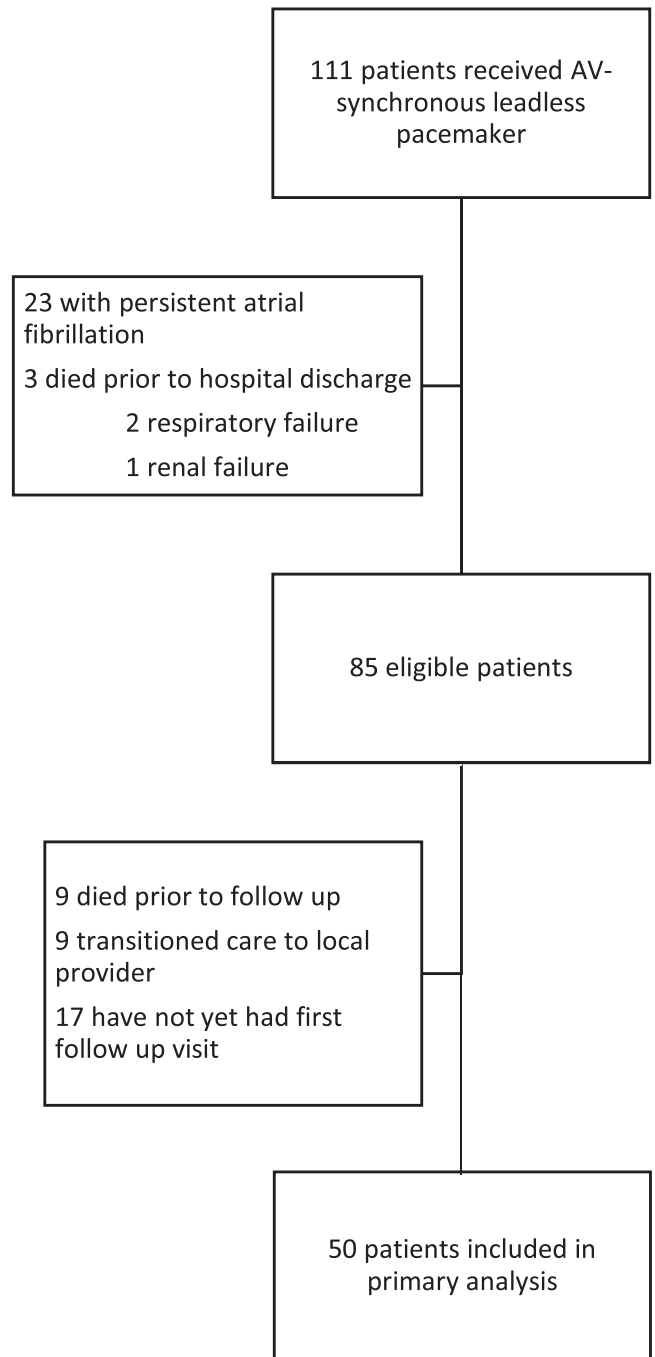 111 patients received AV-
synchronous leadless
pacemaker
23 with persistent atrial
fibrillation
3 died prior to hospital discharge
2 respiratory failure
1 renal failure
85 eligible patients
9 died prior to follow up
9 transitioned care to local
provider
17 have not yet had first
follow up visit
50 patients included in
primary analysis